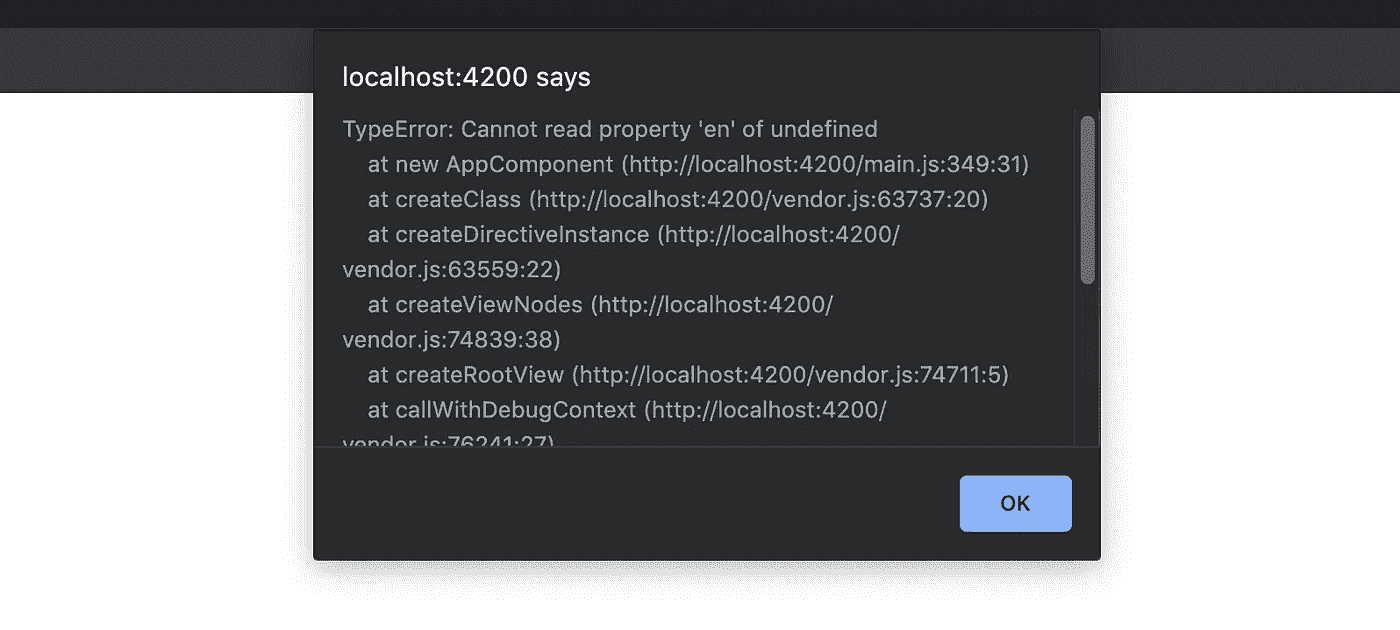 localhost:4200 says
TypeError: Cannot read property 'en' of undefined
at new AppComponent (http://localhost:4200/main.js:349:31)
at createClass (http://localhost:4200/vendor.js:63737:20)
at createDirectiveInstance (http://localhost:4200/
vendor.js:63559:22)
at createViewNodes (http://localhost:4200/
vendor.js:74839:38)
at createRootView (http://localhost:4200/vendor.js:74711:5)
at callWithDebugContext (http://localhost:4200/
vendor.js:76241:27)
OK